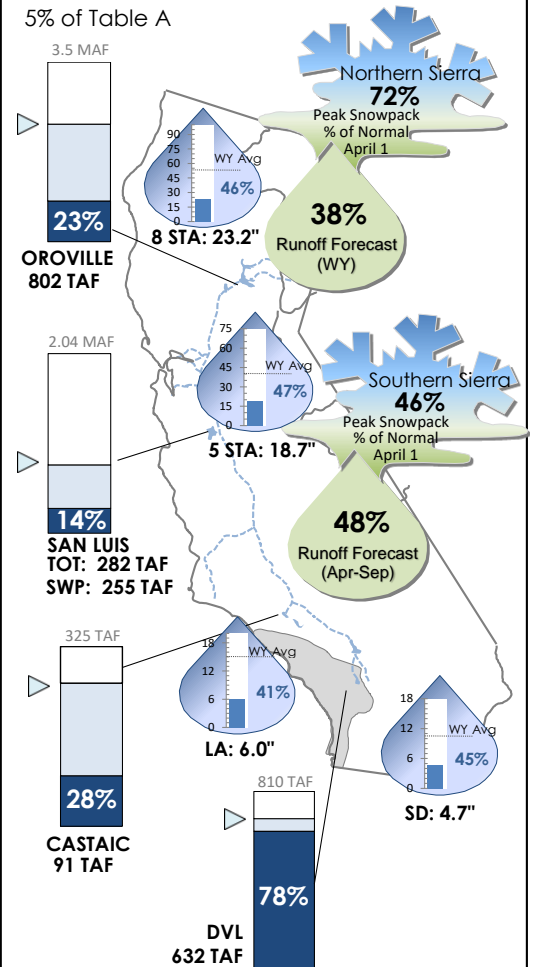 5% of Table A
3.5 MAF
23%
OROVILLE
802 TAF
90
75
60
45
30
15
0
WY Avg
46%
8 STA: 23.2"
Northern Sierra
72%
Peak Snowpack
% of Normal
April 1
38%
Runoff Forecast
(WY)
2.04 MAF
14%
SAN LUIS
TOT: 282 TAF
SWP: 255 TAF
75
60
45
30
15
0
WY Avg
47%
5 STA: 18.7"
Southern Sierra
46%
Peak Snowpack
% of Normal
April 1
48%
Runoff Forecast
(Apr-Sep)
325 TAF
28%
CASTAIC
91 TAF
18
12
6
0
WY Avg
41%
LA: 6.0"
18
12
6
0
WY Avg
45%
SD: 4.7"
810 TAF
78%
DVL
632 TAF